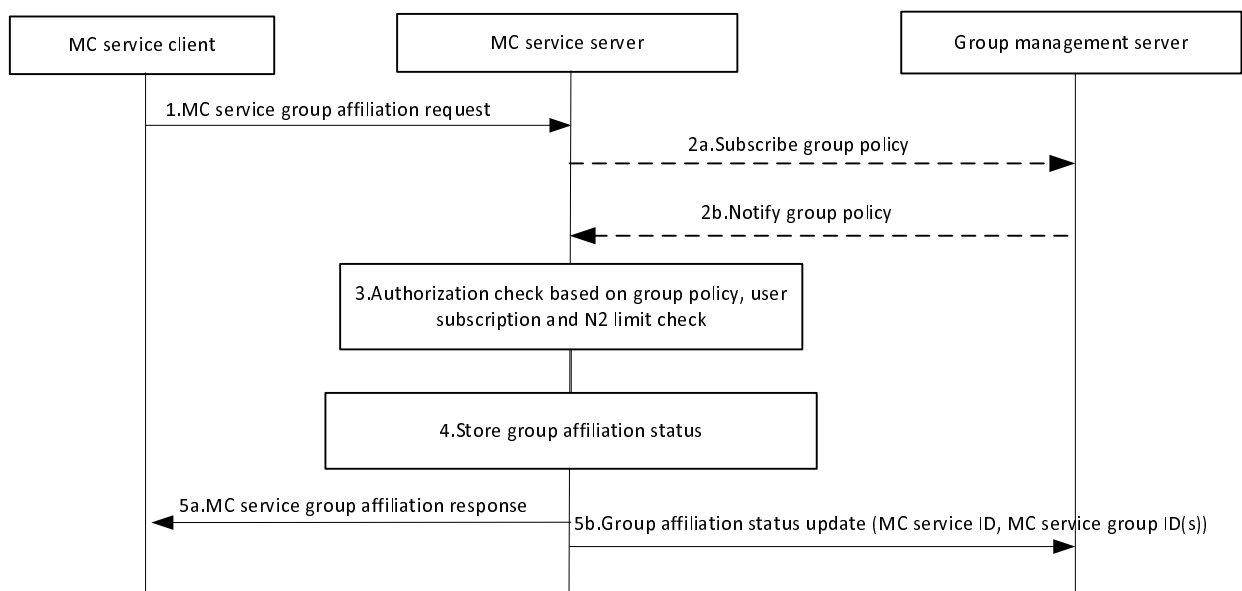 MC service client
MC service server
Group management server
1.MC service group affiliation request
2a.Subscribe group policy
2b.Notify group policy
3.Authorization check based on group policy, user
subscription and N2 limit check
4.Store group affiliation status
5a.MC service group affiliation response
5b.Group affiliation status update (MC service ID, MC service group ID(s))